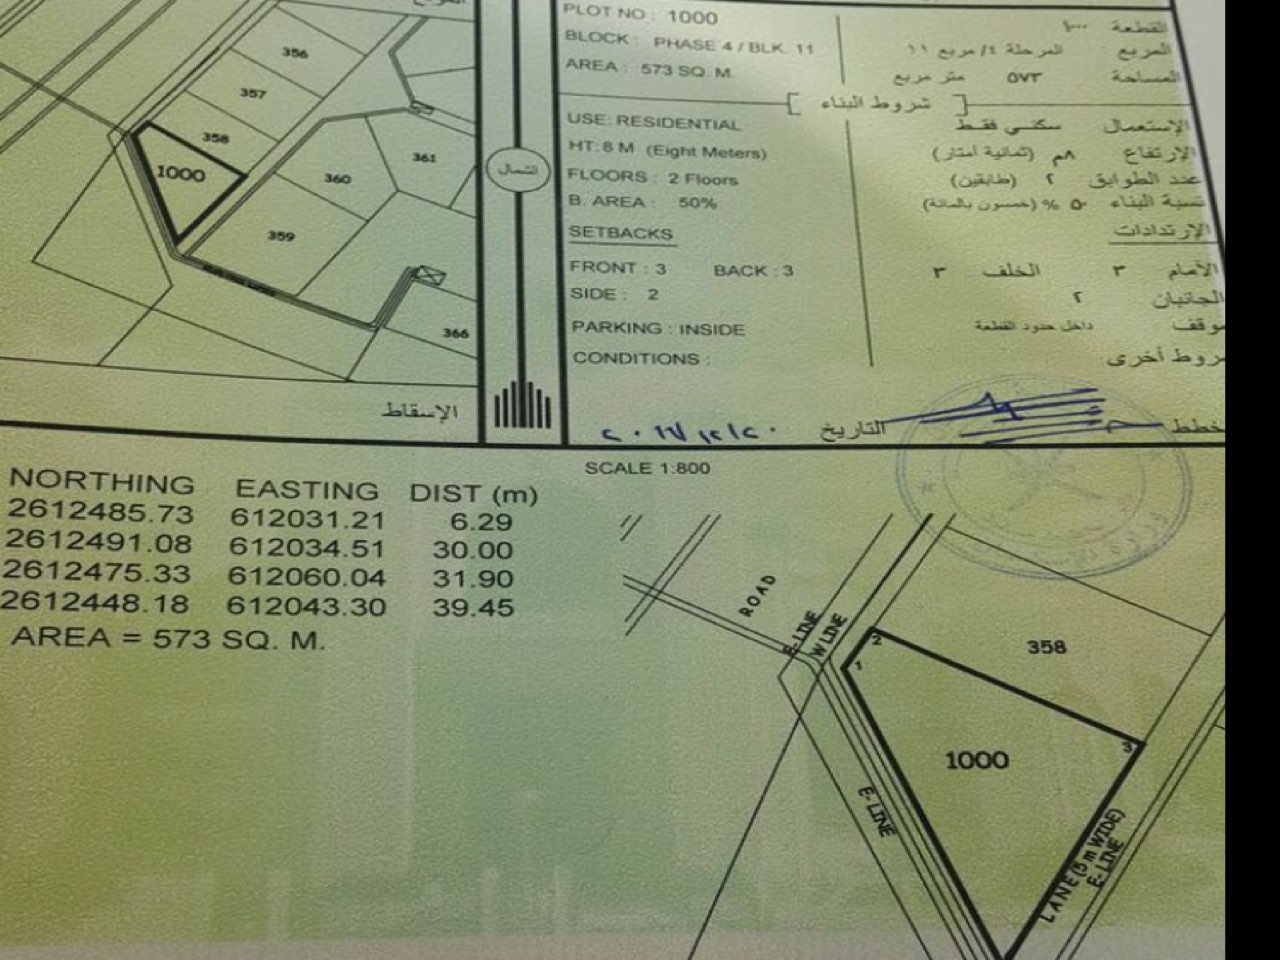 PLOT NO : 1000
القطعة ١٠٠٠
BLOCK : PHASE 4 / BLK. 11
المربع المرحلة ٤/ مربع ١١
AREA : 573 SQ. M.
المساحة ٥٧٣ متر مربع
شروط البناء
USE: RESIDENTIAL
الإستعمال سكني فقط
HT: 8 M (Eight Meters)
الإرتفاع ٨م (ثمانية أمتار)
FLOORS : 2 Floors
عدد الطوابق ٢ (طابقين)
B. AREA : 50%
نسبة البناء ٥٠ % (خمسون بالمائة)
SETBACKS
الإرتدادات
FRONT : 3 BACK : 3
الأمام ٣ الخلف ٣
SIDE : 2
الجانبان ٢
PARKING : INSIDE
موقف داخل حدود القطعة
CONDITIONS :
روط أخرى
خطط
التاريخ
356
357
358
1000
359
360
361
366
الشمال
الإسقاط
SCALE 1:800
NORTHING EASTING DIST (m)
2612485.73 612031.21 6.29
2612491.08 612034.51 30.00
2612475.33 612060.04 31.90
2612448.18 612043.30 39.45
AREA = 573 SQ. M.
ROAD
E-LINE
W/LINE
1
2
3
358
1000
E-LINE
LANE (5 m WIDE)
E-LINE